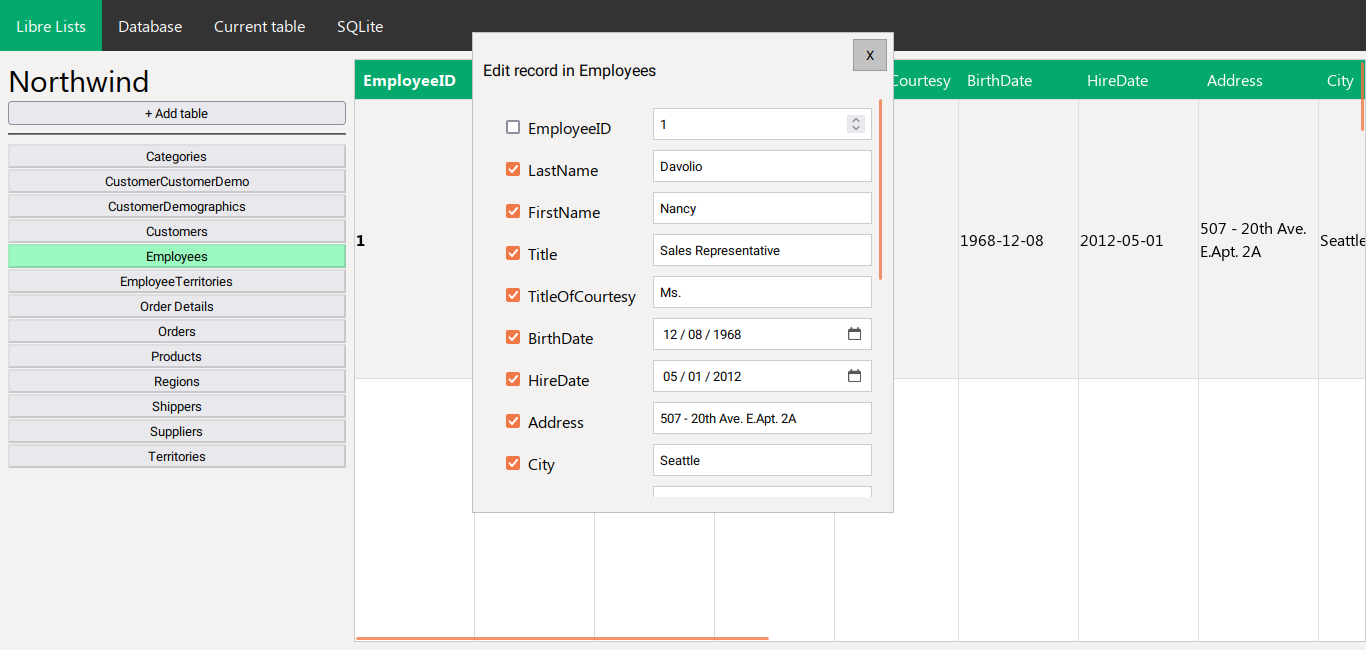 Libre Lists Database Current table SQLite
Northwind
+ Add table
Categories
CustomerCustomerDemo
CustomerDemographics
Customers
Employees
EmployeeTerritories
Order Details
Orders
Products
Regions
Shippers
Suppliers
Territories
EmployeeID Courtesy BirthDate HireDate Address City
1 1968-12-08 2012-05-01 507 - 20th Ave. Seattle
E.Apt. 2A
X
Edit record in Employees
EmployeeID 1
LastName Davolio
FirstName Nancy
Title Sales Representative
TitleOfCourtesy Ms.
BirthDate 12 / 08 / 1968
HireDate 05 / 01 / 2012
Address 507 - 20th Ave. E.Apt. 2A
City Seattle